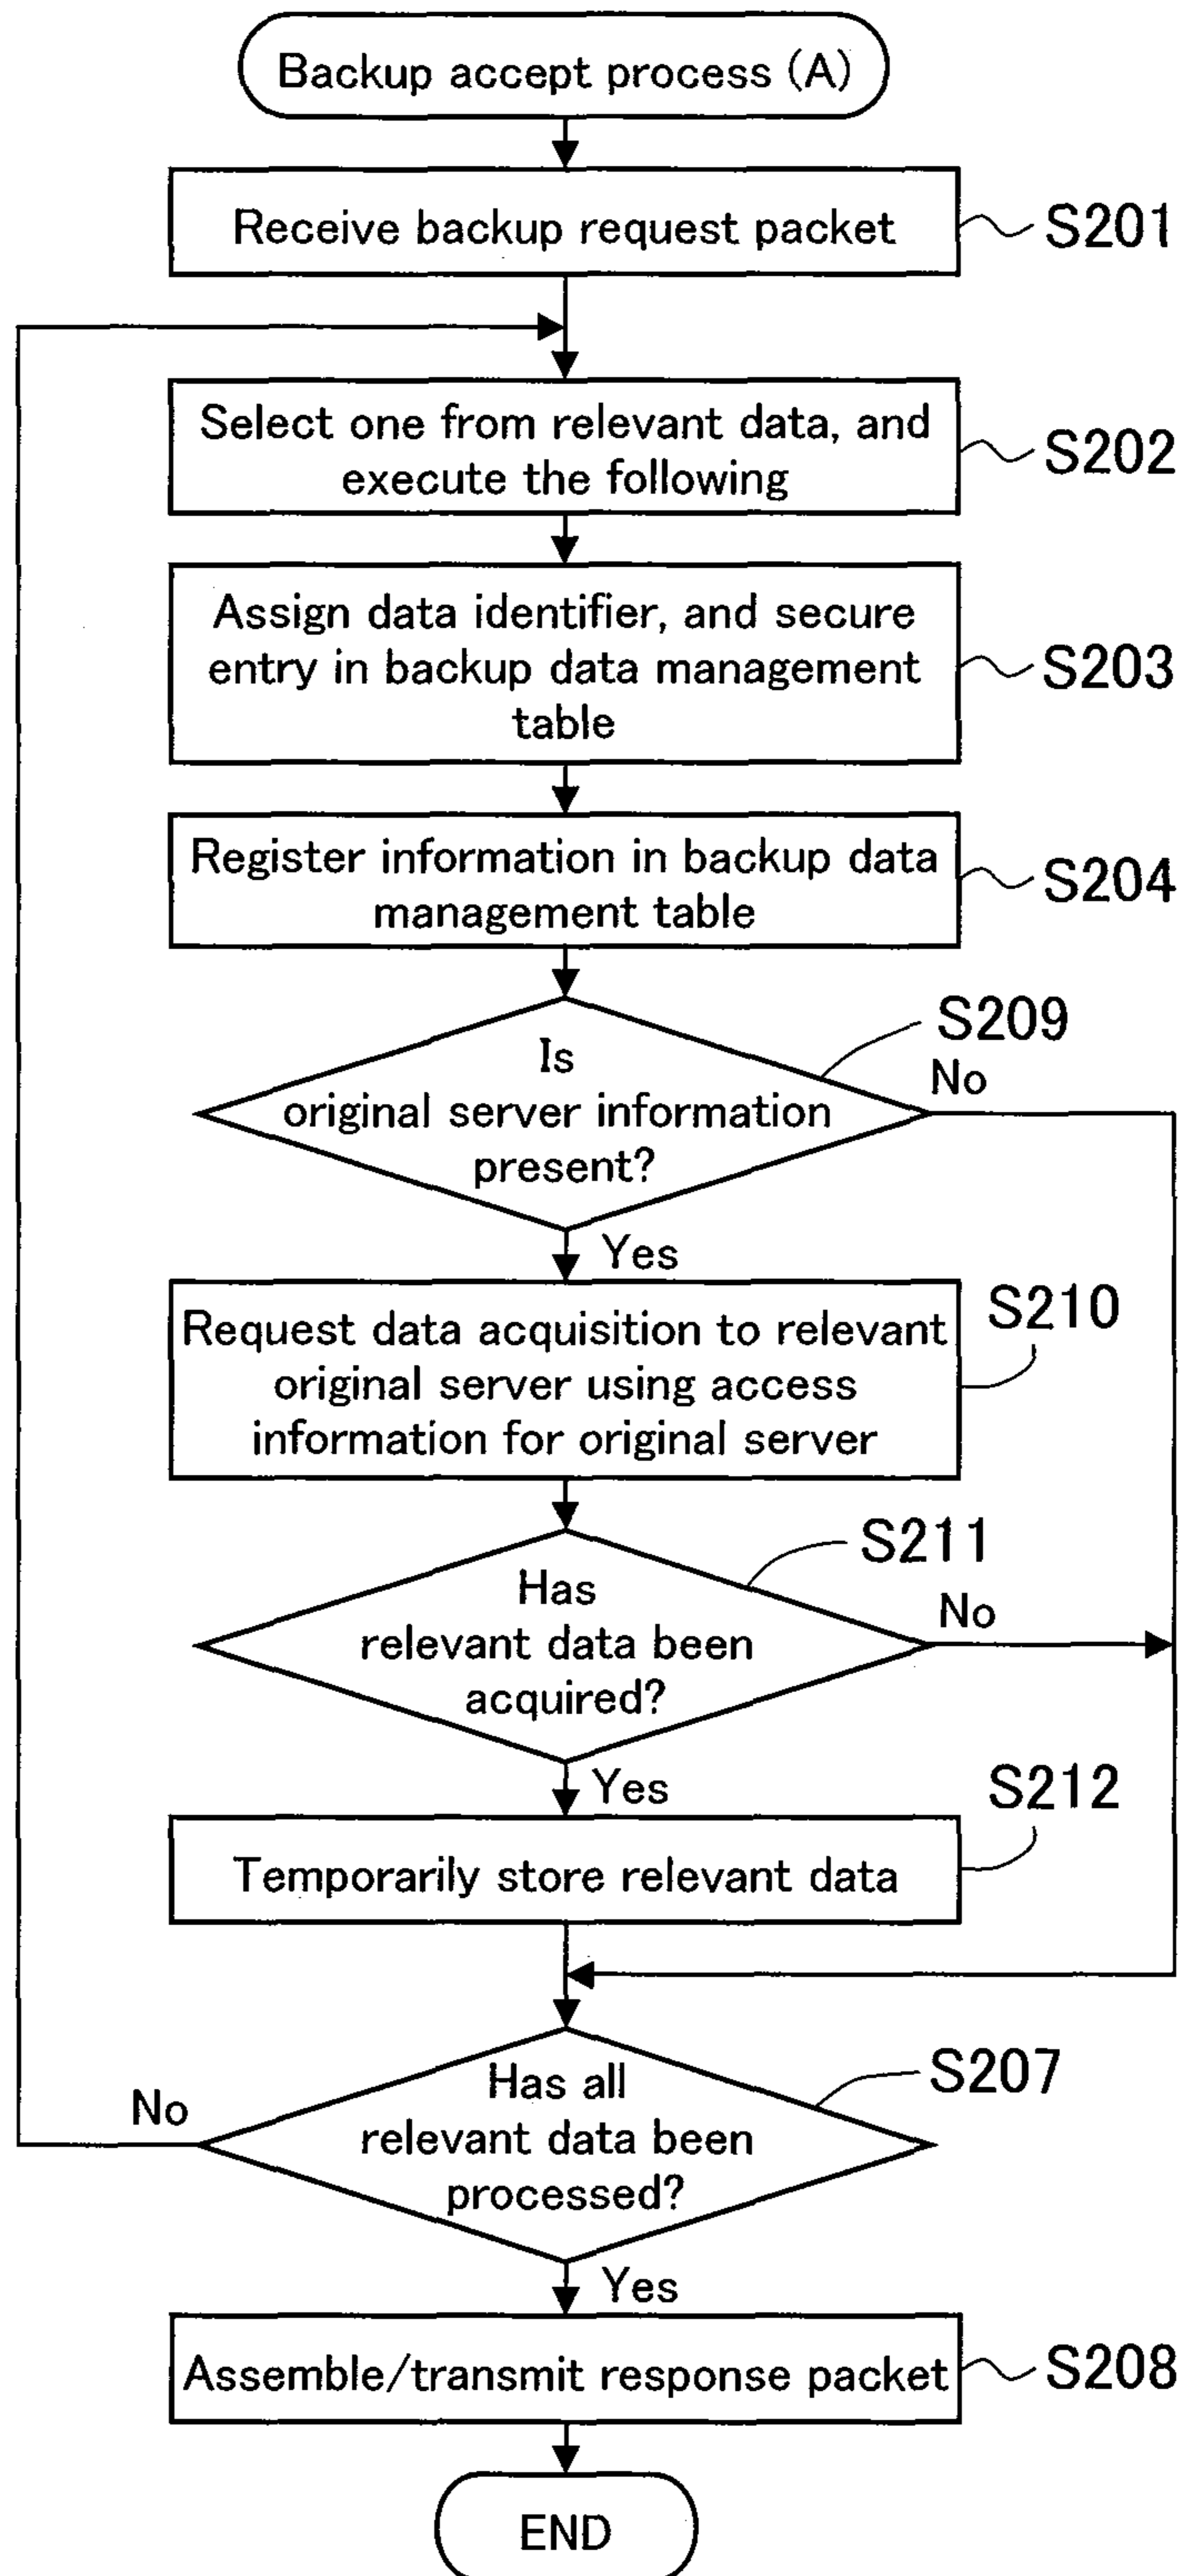 Backup accept process (A)
Receive backup request packet
S201
Select one from relevant data, and
execute the following
S202
Assign data identifier, and secure
entry in backup data management
table
S203
Register information in backup data
management table
S204
Is
original server information
present?
S209
No
Yes
Request data acquisition to relevant
original server using access
information for original server
S210
Has
relevant data been
acquired?
S211
No
Yes
Temporarily store relevant data
S212
Has all
relevant data been
processed?
S207
No
Yes
Assemble/transmit response packet
S208
END